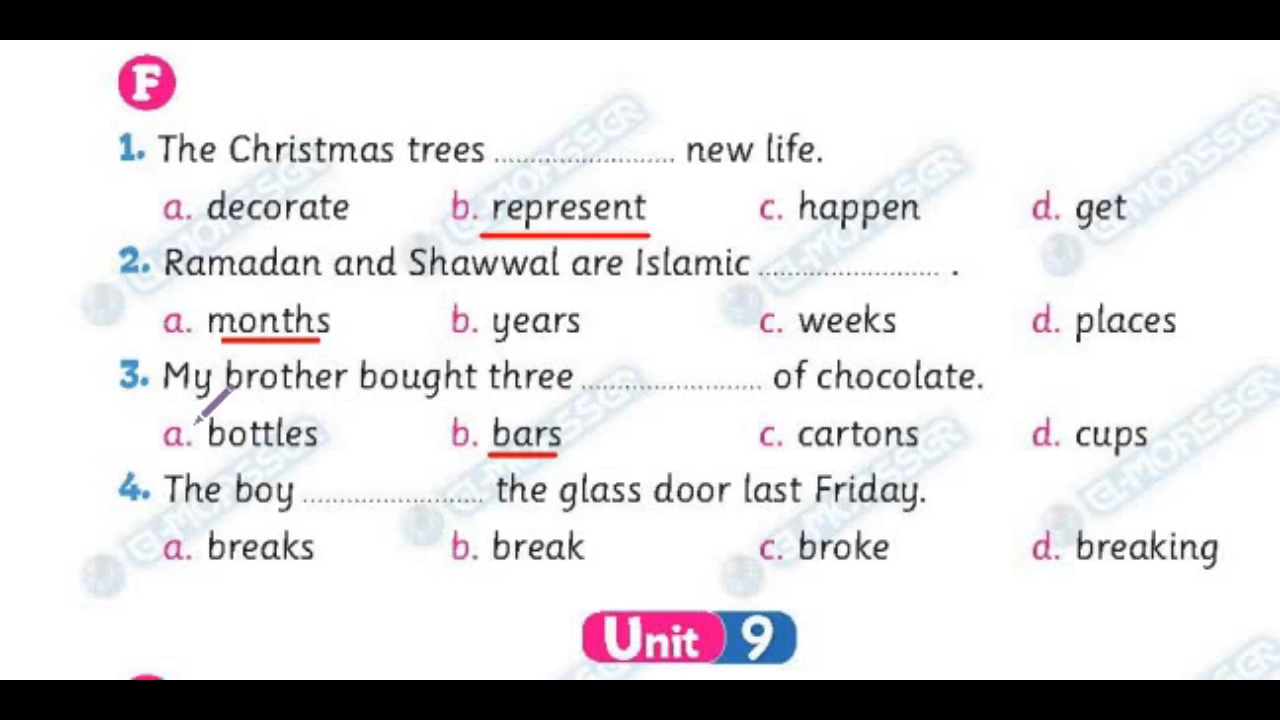 F
1. The Christmas trees ........................ new life.
a. decorate b. represent c. happen d. get
2. Ramadan and Shawwal are Islamic ........................ .
a. months b. years c. weeks d. places
3. My brother bought three ........................ of chocolate.
a. bottles b. bars c. cartons d. cups
4. The boy ........................ the glass door last Friday.
a. breaks b. break c. broke d. breaking
Unit 9